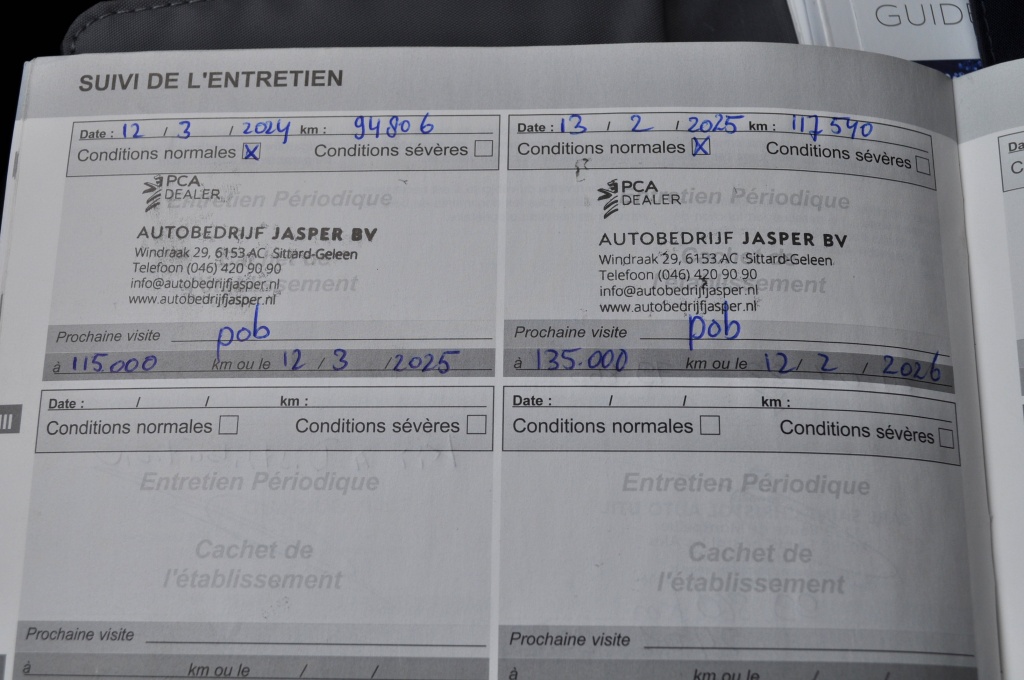 GUID
SUIVI DE L'ENTRETIEN
Date : 12 / 3 / 2024 km : 94806
Conditions normales X Conditions sévères
PCA
DEALER
Entretien Périodique
AUTOBEDRIJF JASPER BV
Windraak 29, 6153 AC Sittard-Geleen
Telefoon (046) 420 90 90
info@autobedrijfjasper.nl
www.autobedrijfjasper.nl
Prochaine visite pob
à 115.000 km ou le 12 / 3 / 2025
Date : 13 / 2 / 2025 km : 117540
Conditions normales X Conditions sévères
PCA
DEALER
Entretien Périodique
AUTOBEDRIJF JASPER BV
Windraak 29, 6153 AC Sittard-Geleen
Telefoon (046) 420 90 90
info@autobedrijfjasper.nl
www.autobedrijfjasper.nl
Prochaine visite pob
à 135.000 km ou le 12 / 2 / 2026
Date : / / km :
Conditions normales Conditions sévères
Entretien Périodique
Cachet de
l'établissement
Prochaine visite
à km ou le / /
Date : / / km :
Conditions normales Conditions sévères
Entretien Périodique
Cachet de
l'établissement
Prochaine visite
à km ou le / /